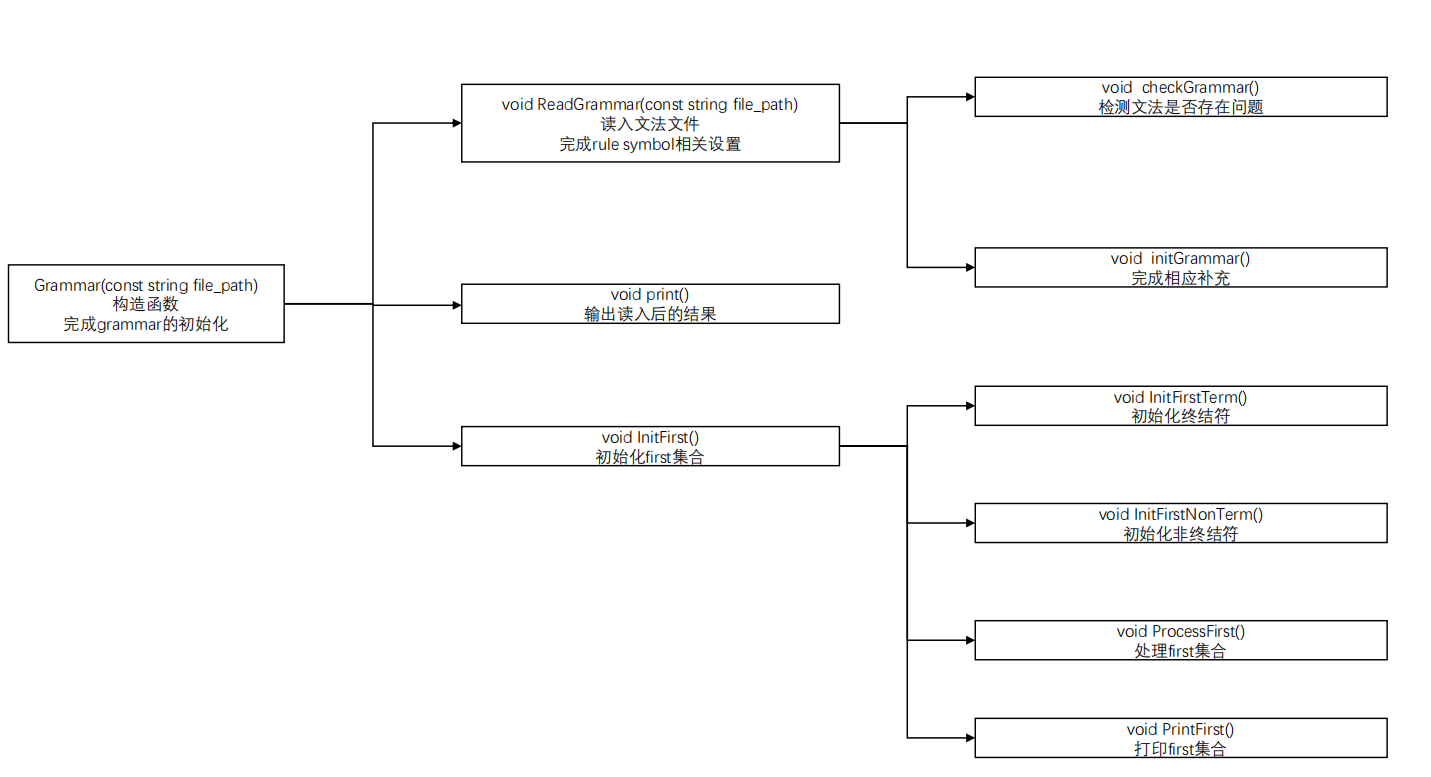 Grammar(const string file_path)
构造函数
完成grammar的初始化
void ReadGrammar(const string file_path)
读入文法文件
完成rule symbol相关设置
void print()
输出读入后的结果
void InitFirst()
初始化first集合
void  checkGrammar()
检测文法是否存在问题
void  initGrammar()
完成相应补充
void InitFirstTerm()
初始化终结符
void InitFirstNonTerm()
初始化非终结符
void ProcessFirst()
处理first集合
void PrintFirst()
打印first集合